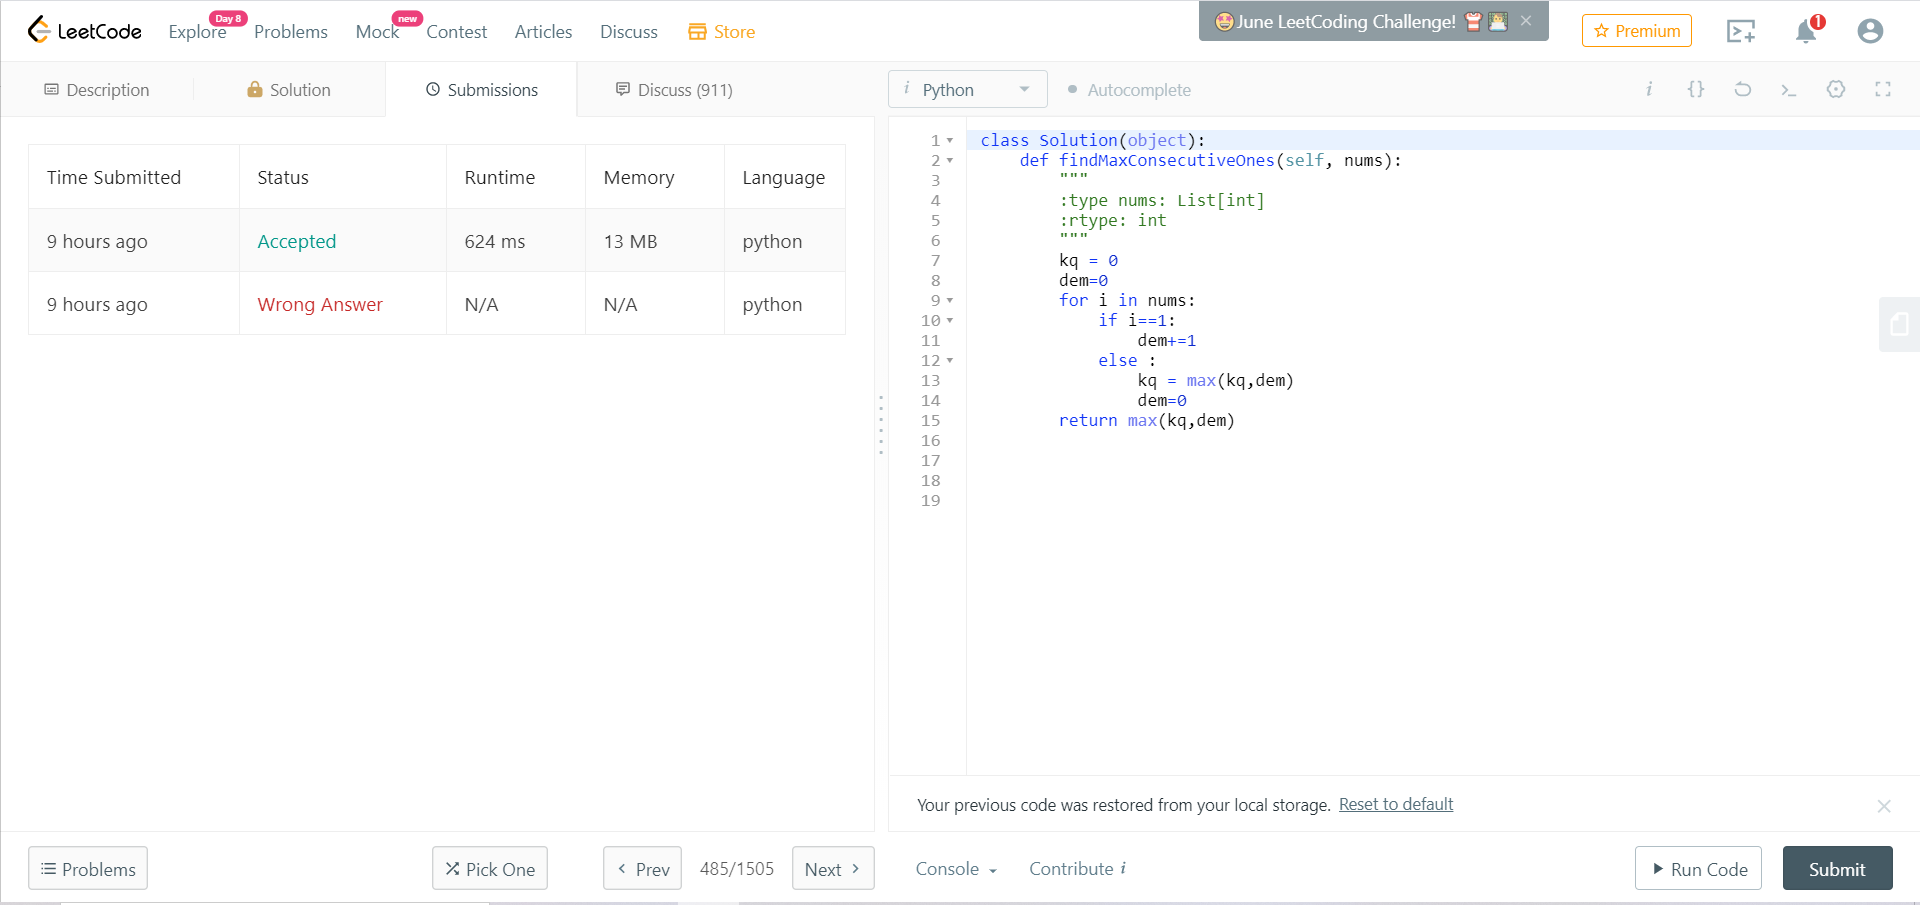 LeetCode Explore Day 8 Problems Mock new Contest Articles Discuss Store
🤩June LeetCoding Challenge! ×
Premium
1
Description Solution Submissions Discuss (911)
Time Submitted Status Runtime Memory Language
9 hours ago Accepted 624 ms 13 MB python
9 hours ago Wrong Answer N/A N/A python
i Python Autocomplete i {}
1 class Solution(object):
2 def findMaxConsecutiveOnes(self, nums):
3 """
4 :type nums: List[int]
5 :rtype: int
6 """
7 kq = 0
8 dem=0
9 for i in nums:
10 if i==1:
11 dem+=1
12 else :
13 kq = max(kq,dem)
14 dem=0
15 return max(kq,dem)
16
17
18
19
Your previous code was restored from your local storage. Reset to default
Problems Pick One Prev 485/1505 Next
Console Contribute i Run Code Submit